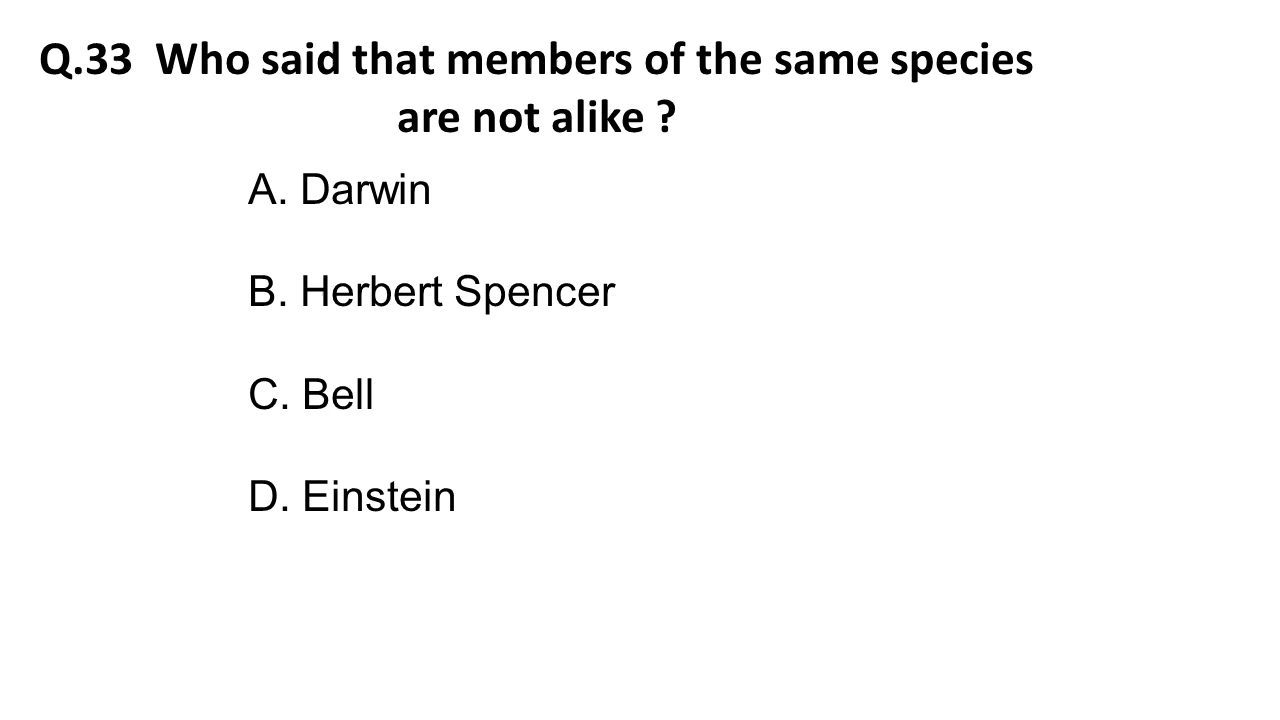 Q.33 Who said that members of the same species
are not alike ?
A. Darwin
B. Herbert Spencer
C. Bell
D. Einstein